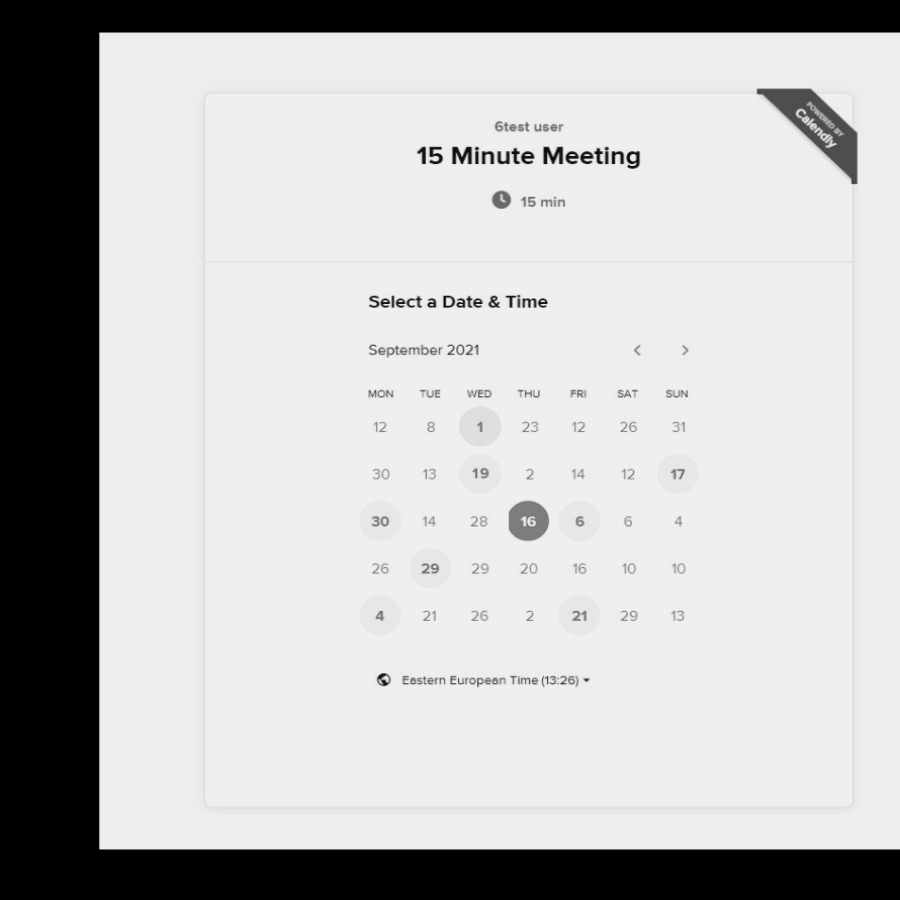 POWERED BY
Calendly
6test user
15 Minute Meeting
15 min
Select a Date & Time
September 2021
MON TUE WED THU FRI SAT SUN
12 8 1 23 12 26 31
30 13 19 2 14 12 17
30 14 28 16 6 6 4
26 29 29 20 16 10 10
4 21 26 2 21 29 13
Eastern European Time (13:26)